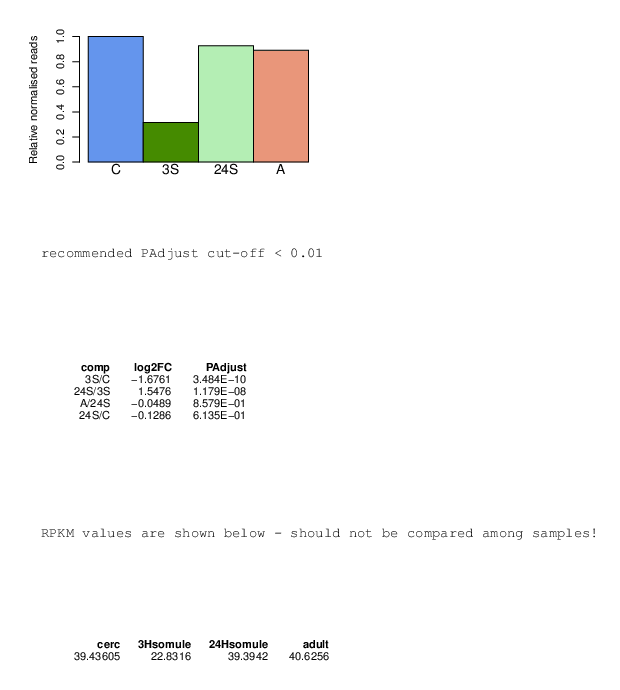 Relative normalised reads
1.0
0.8
0.6
0.4
0.2
0.0
C 3S 24S A
recommended PAdjust cut-off < 0.01
comp log2FC PAdjust
3S/C −1.6761 3.484E−10
24S/3S 1.5476 1.179E−08
A/24S −0.0489 8.579E−01
24S/C −0.1286 6.135E−01
RPKM values are shown below - should not be compared among samples!
cerc 3Hsomule 24Hsomule adult
39.43605 22.8316 39.3942 40.6256